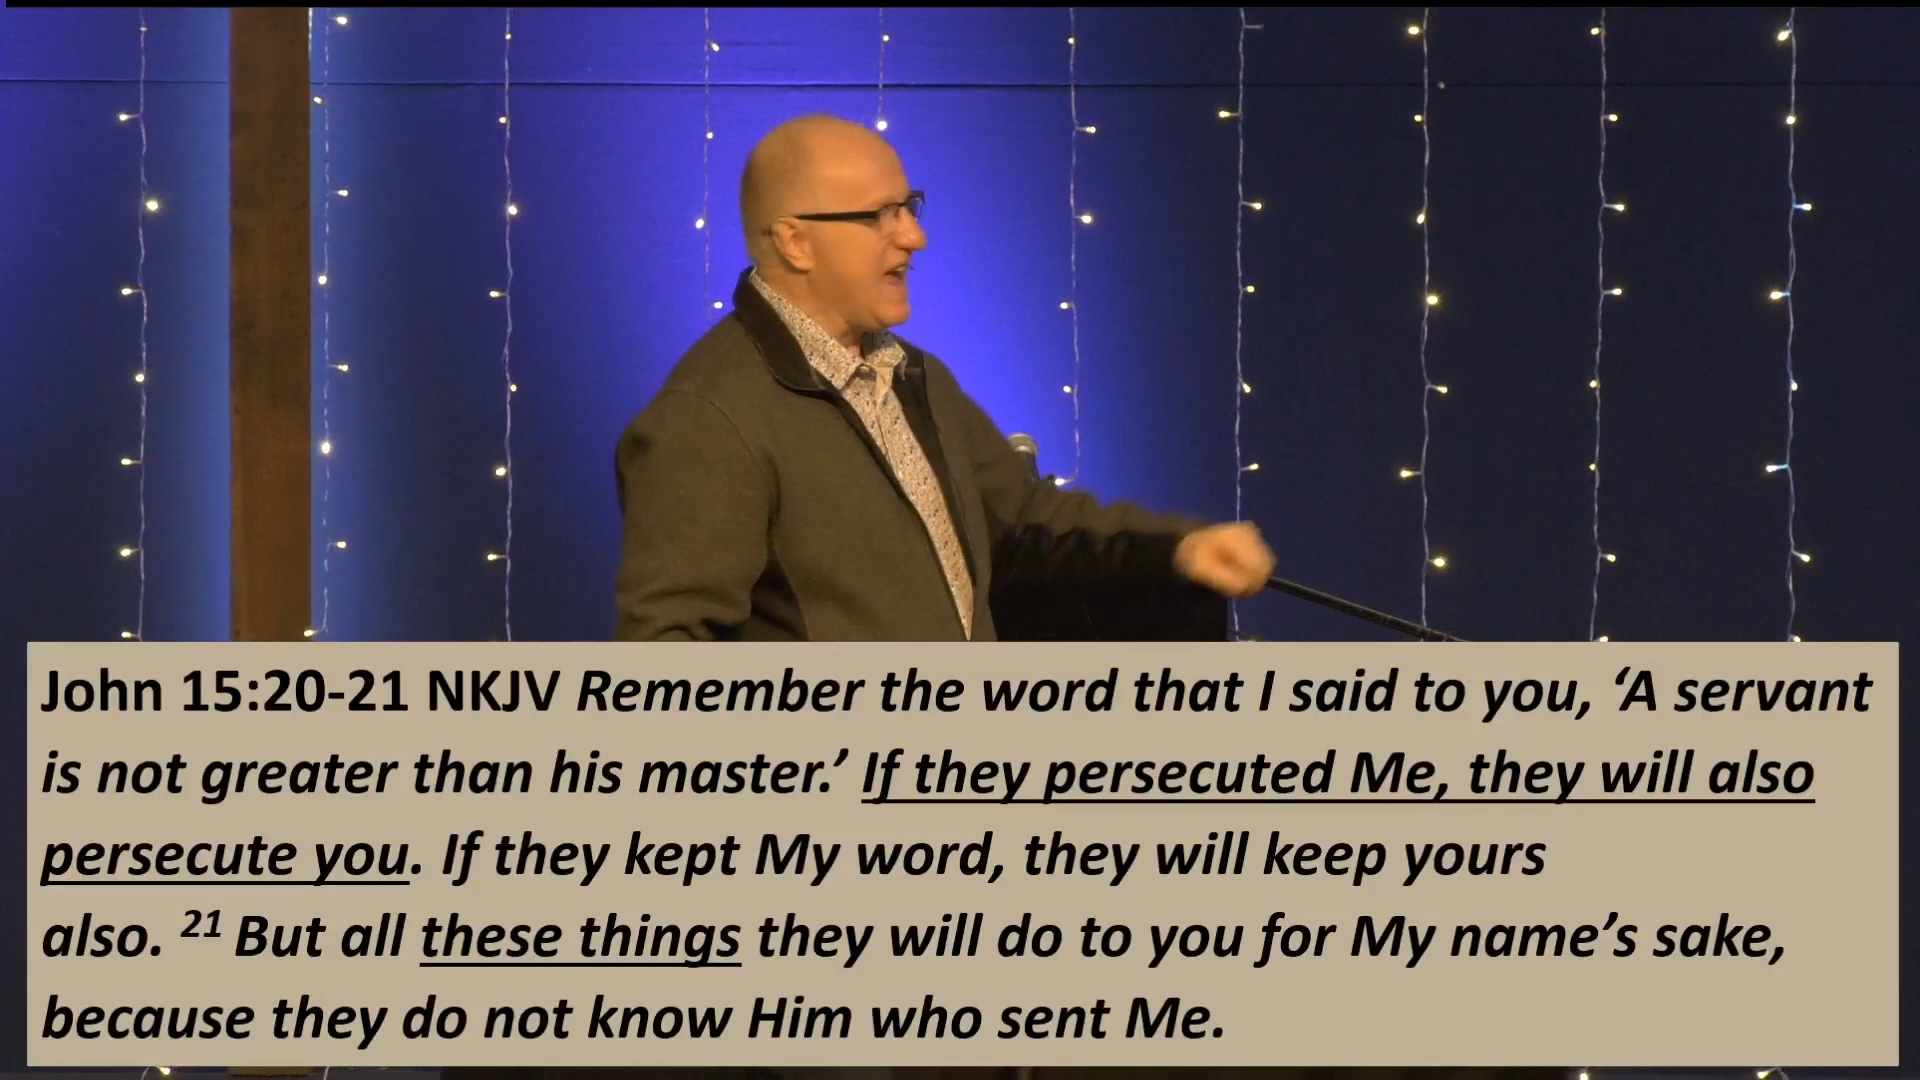 John 15:20-21 NKJV Remember the word that I said to you, ‘A servant
is not greater than his master.’ If they persecuted Me, they will also
persecute you. If they kept My word, they will keep yours
also. 21 But all these things they will do to you for My name’s sake,
because they do not know Him who sent Me.